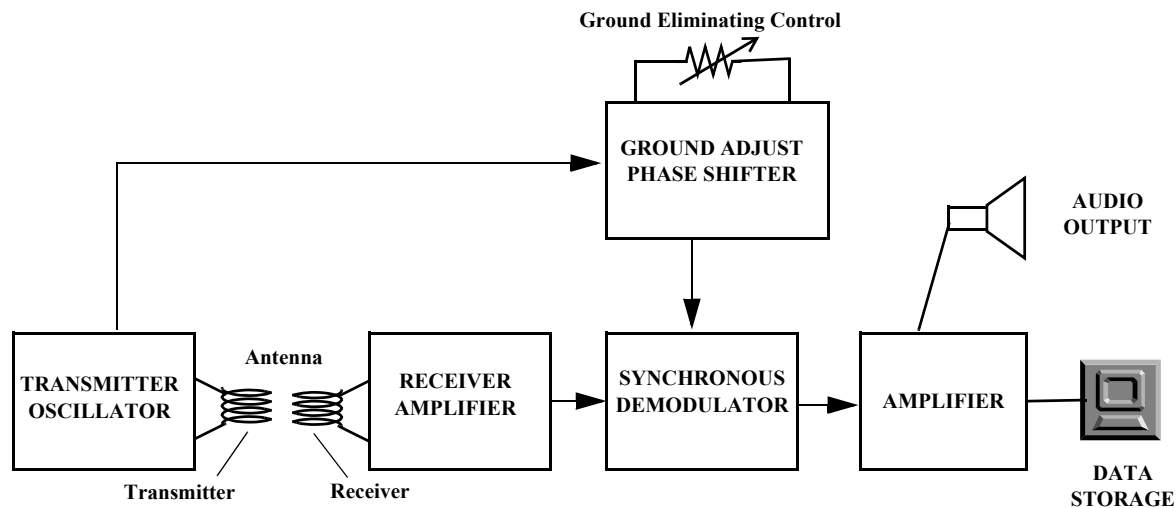 Ground Eliminating Control
GROUND ADJUST
PHASE SHIFTER
AUDIO
OUTPUT
TRANSMITTER
OSCILLATOR
Antenna
RECEIVER
AMPLIFIER
SYNCHRONOUS
DEMODULATOR
AMPLIFIER
Transmitter
Receiver
DATA
STORAGE